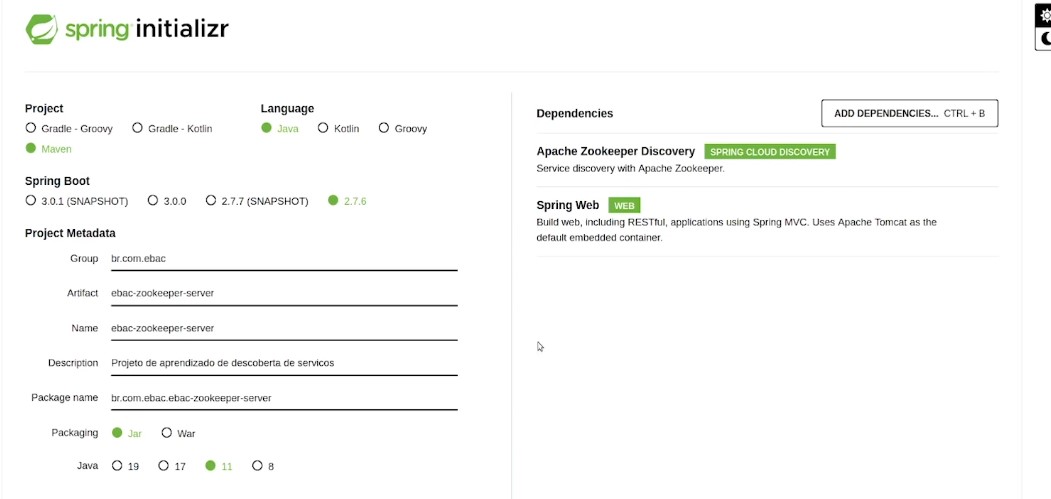 spring initializr
Project
Gradle - Groovy Gradle - Kotlin
Maven
Language
Java Kotlin Groovy
Spring Boot
3.0.1 (SNAPSHOT) 3.0.0 2.7.7 (SNAPSHOT) 2.7.6
Project Metadata
Group br.com.ebac
Artifact ebac-zookeeper-server
Name ebac-zookeeper-server
Description Projeto de aprendizado de descoberta de servicos
Package name br.com.ebac.ebac-zookeeper-server
Packaging Jar War
Java 19 17 11 8
Dependencies
ADD DEPENDENCIES... CTRL + B
Apache Zookeeper Discovery SPRING CLOUD DISCOVERY
Service discovery with Apache Zookeeper.
Spring Web WEB
Build web, including RESTful, applications using Spring MVC. Uses Apache Tomcat as the
default embedded container.